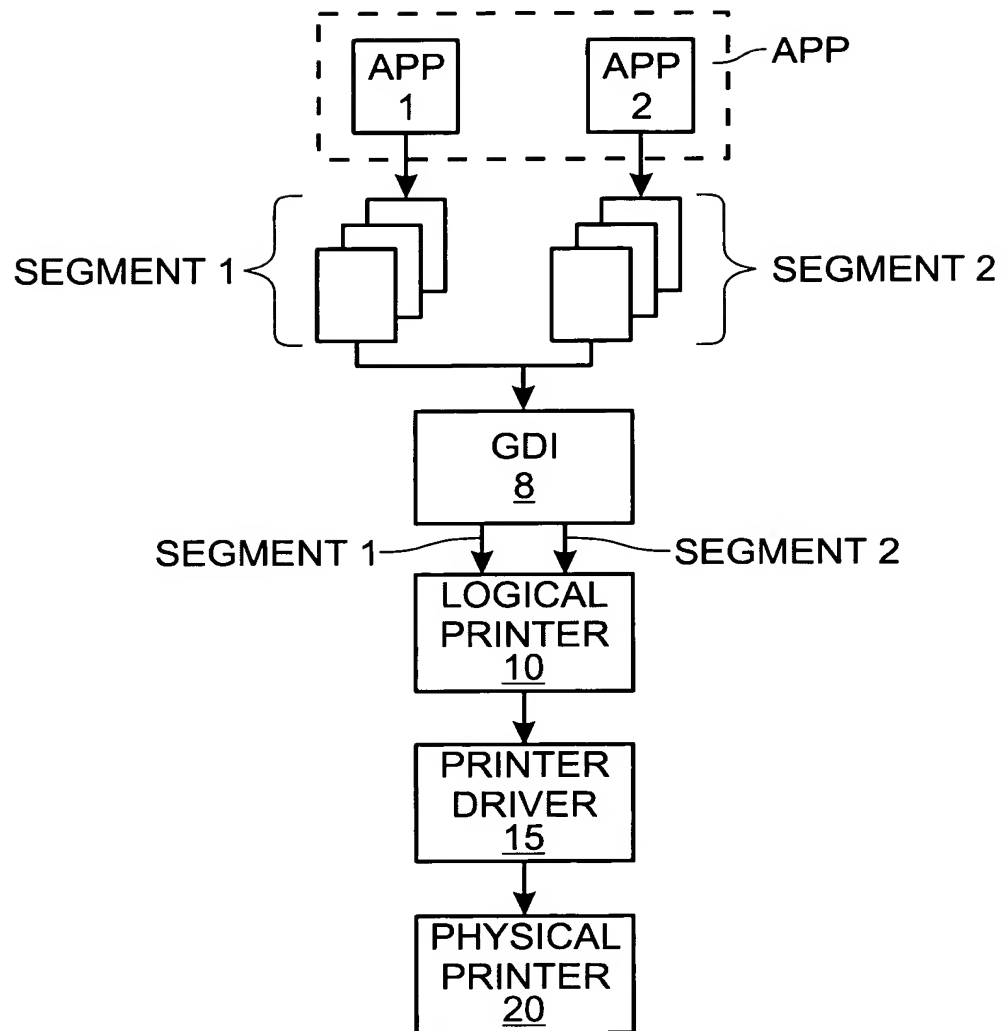 APP
1
APP
2
APP
SEGMENT 1
SEGMENT 2
GDI
8
SEGMENT 1
SEGMENT 2
LOGICAL
PRINTER
10
PRINTER
DRIVER
15
PHYSICAL
PRINTER
20